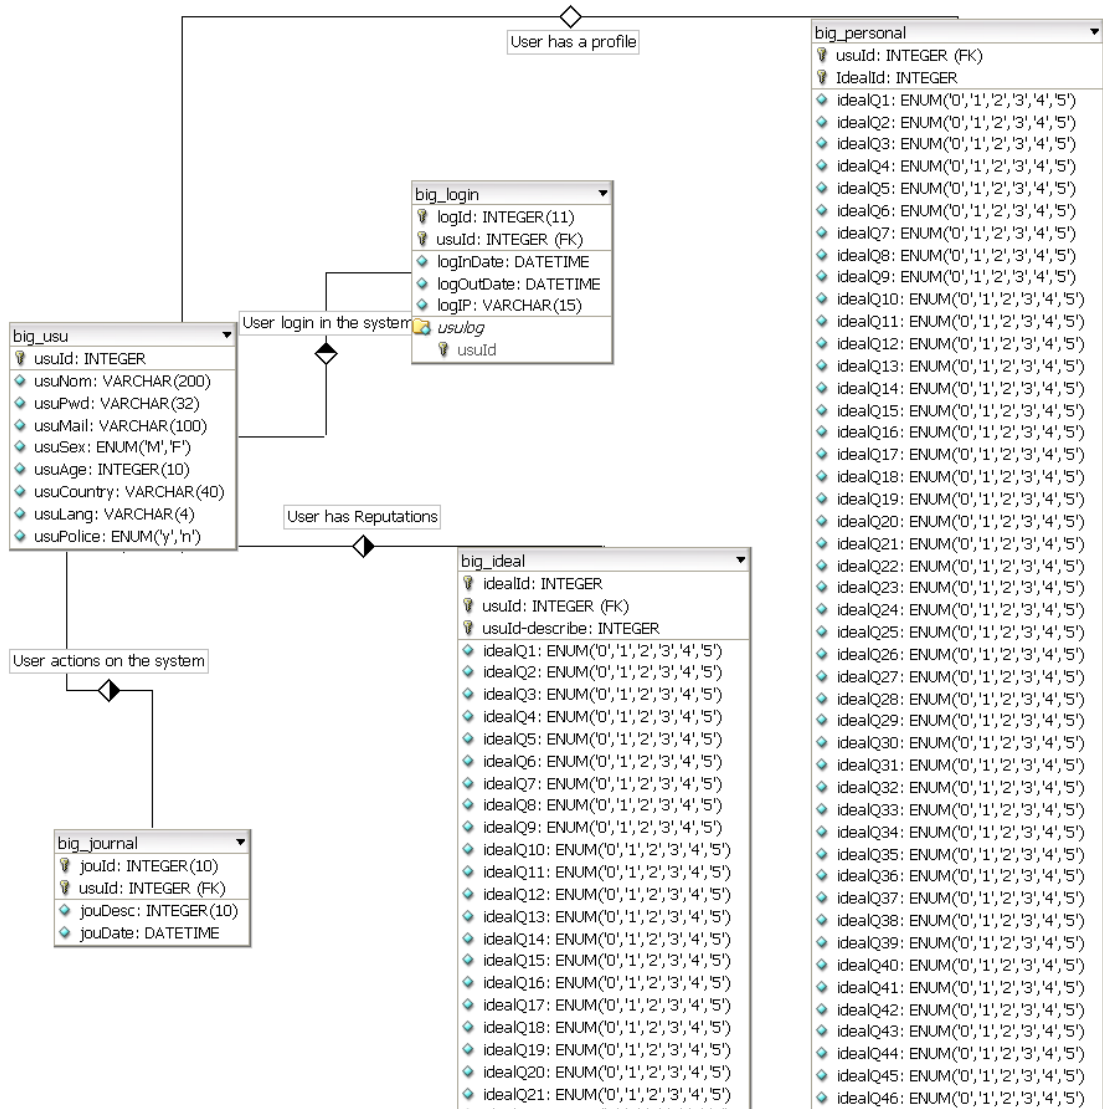 User has a profile
big_personal
usuId: INTEGER (FK)
IdealId: INTEGER
idealQ1: ENUM('0','1','2','3','4','5')
idealQ2: ENUM('0','1','2','3','4','5')
idealQ3: ENUM('0','1','2','3','4','5')
idealQ4: ENUM('0','1','2','3','4','5')
idealQ5: ENUM('0','1','2','3','4','5')
idealQ6: ENUM('0','1','2','3','4','5')
idealQ7: ENUM('0','1','2','3','4','5')
idealQ8: ENUM('0','1','2','3','4','5')
idealQ9: ENUM('0','1','2','3','4','5')
idealQ10: ENUM('0','1','2','3','4','5')
idealQ11: ENUM('0','1','2','3','4','5')
idealQ12: ENUM('0','1','2','3','4','5')
idealQ13: ENUM('0','1','2','3','4','5')
idealQ14: ENUM('0','1','2','3','4','5')
idealQ15: ENUM('0','1','2','3','4','5')
idealQ16: ENUM('0','1','2','3','4','5')
idealQ17: ENUM('0','1','2','3','4','5')
idealQ18: ENUM('0','1','2','3','4','5')
idealQ19: ENUM('0','1','2','3','4','5')
idealQ20: ENUM('0','1','2','3','4','5')
idealQ21: ENUM('0','1','2','3','4','5')
idealQ22: ENUM('0','1','2','3','4','5')
idealQ23: ENUM('0','1','2','3','4','5')
idealQ24: ENUM('0','1','2','3','4','5')
idealQ25: ENUM('0','1','2','3','4','5')
idealQ26: ENUM('0','1','2','3','4','5')
idealQ27: ENUM('0','1','2','3','4','5')
idealQ28: ENUM('0','1','2','3','4','5')
idealQ29: ENUM('0','1','2','3','4','5')
idealQ30: ENUM('0','1','2','3','4','5')
idealQ31: ENUM('0','1','2','3','4','5')
idealQ32: ENUM('0','1','2','3','4','5')
idealQ33: ENUM('0','1','2','3','4','5')
idealQ34: ENUM('0','1','2','3','4','5')
idealQ35: ENUM('0','1','2','3','4','5')
idealQ36: ENUM('0','1','2','3','4','5')
idealQ37: ENUM('0','1','2','3','4','5')
idealQ38: ENUM('0','1','2','3','4','5')
idealQ39: ENUM('0','1','2','3','4','5')
idealQ40: ENUM('0','1','2','3','4','5')
idealQ41: ENUM('0','1','2','3','4','5')
idealQ42: ENUM('0','1','2','3','4','5')
idealQ43: ENUM('0','1','2','3','4','5')
idealQ44: ENUM('0','1','2','3','4','5')
idealQ45: ENUM('0','1','2','3','4','5')
idealQ46: ENUM('0','1','2','3','4','5')
big_login
logId: INTEGER(11)
usuId: INTEGER (FK)
logInDate: DATETIME
logOutDate: DATETIME
logIP: VARCHAR(15)
usulog
usuId
User login in the system
big_usu
usuId: INTEGER
usuNom: VARCHAR(200)
usuPwd: VARCHAR(32)
usuMail: VARCHAR(100)
usuSex: ENUM('M','F')
usuAge: INTEGER(10)
usuCountry: VARCHAR(40)
usuLang: VARCHAR(4)
usuPolice: ENUM('y','n')
User has Reputations
big_ideal
idealId: INTEGER
usuId: INTEGER (FK)
usuId-describe: INTEGER
idealQ1: ENUM('0','1','2','3','4','5')
idealQ2: ENUM('0','1','2','3','4','5')
idealQ3: ENUM('0','1','2','3','4','5')
idealQ4: ENUM('0','1','2','3','4','5')
idealQ5: ENUM('0','1','2','3','4','5')
idealQ6: ENUM('0','1','2','3','4','5')
idealQ7: ENUM('0','1','2','3','4','5')
idealQ8: ENUM('0','1','2','3','4','5')
idealQ9: ENUM('0','1','2','3','4','5')
idealQ10: ENUM('0','1','2','3','4','5')
idealQ11: ENUM('0','1','2','3','4','5')
idealQ12: ENUM('0','1','2','3','4','5')
idealQ13: ENUM('0','1','2','3','4','5')
idealQ14: ENUM('0','1','2','3','4','5')
idealQ15: ENUM('0','1','2','3','4','5')
idealQ16: ENUM('0','1','2','3','4','5')
idealQ17: ENUM('0','1','2','3','4','5')
idealQ18: ENUM('0','1','2','3','4','5')
idealQ19: ENUM('0','1','2','3','4','5')
idealQ20: ENUM('0','1','2','3','4','5')
idealQ21: ENUM('0','1','2','3','4','5')
User actions on the system
big_journal
jouId: INTEGER(10)
usuId: INTEGER (FK)
jouDesc: INTEGER(10)
jouDate: DATETIME